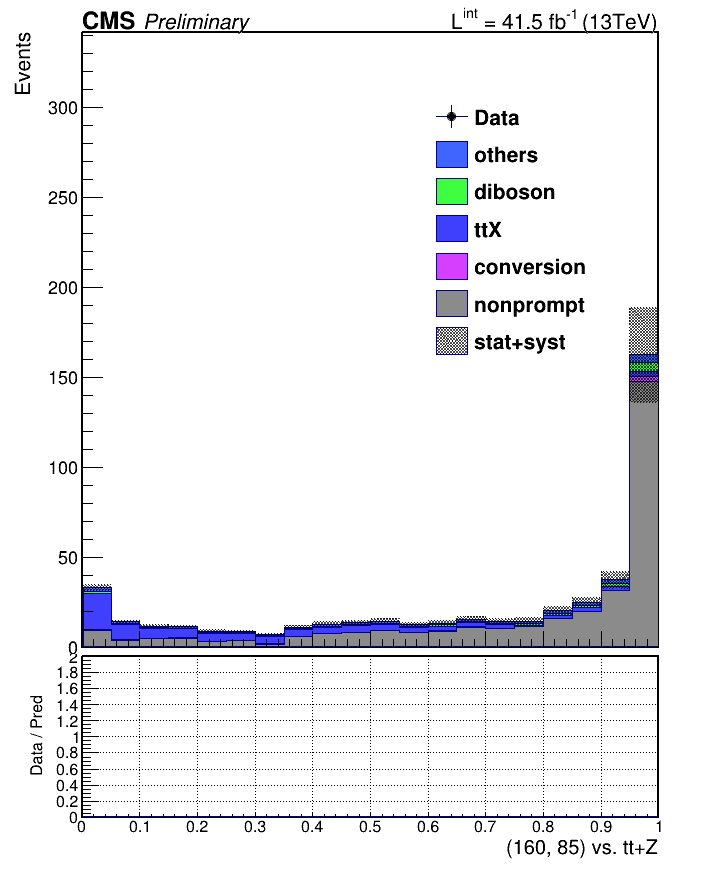 CMS Preliminary
L^int = 41.5 fb^-1 (13TeV)
Events
300
250
200
150
100
50
0
Data
others
diboson
ttX
conversion
nonprompt
stat+syst
Data / Pred
2
1.8
1.6
1.4
1.2
1
0.8
0.6
0.4
0.2
0
0 0.1 0.2 0.3 0.4 0.5 0.6 0.7 0.8 0.9 1
(160, 85) vs. tt+Z